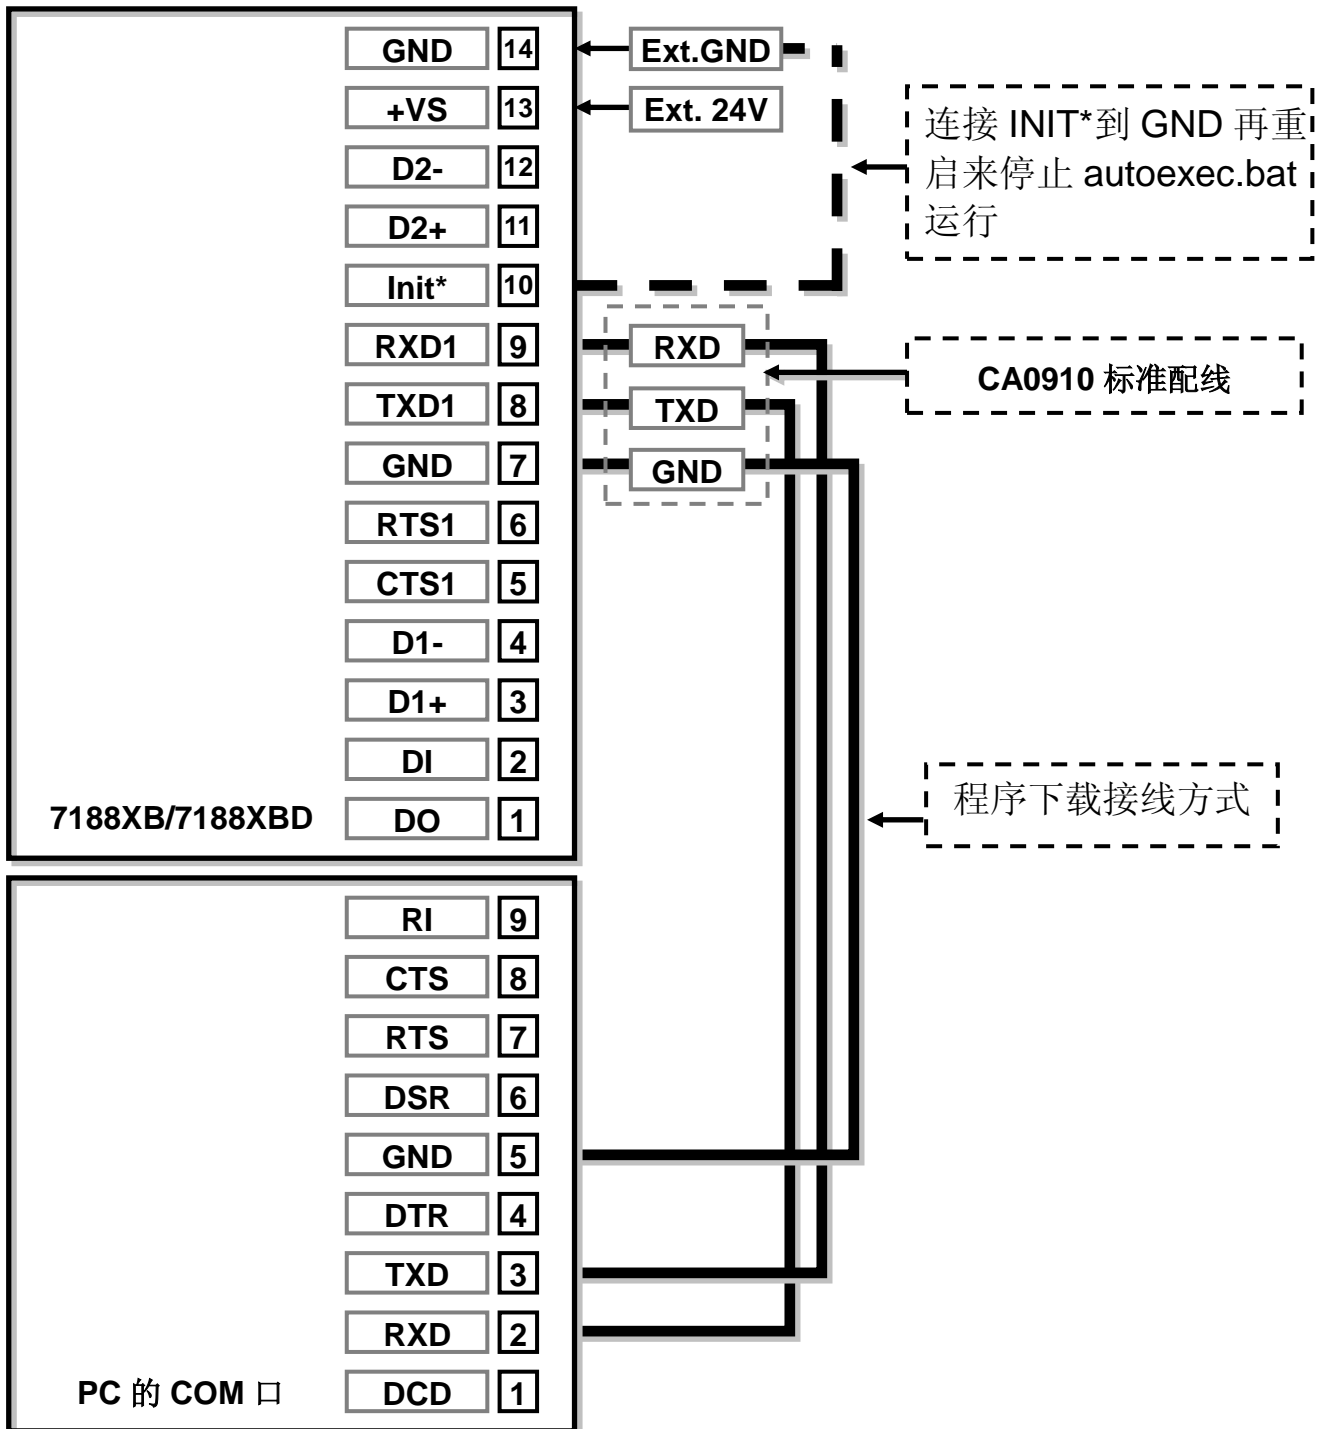 GND 14 Ext.GND
+VS 13 Ext. 24V
D2- 12
D2+ 11
Init* 10
RXD1 9 RXD
TXD1 8 TXD
GND 7 GND
RTS1 6
CTS1 5
D1- 4
D1+ 3
DI 2
7188XB/7188XBD DO 1
连接 INIT*到 GND 再重
启来停止 autoexec.bat
运行
CA0910 标准配线
程序下载接线方式
RI 9
CTS 8
RTS 7
DSR 6
GND 5
DTR 4
TXD 3
RXD 2
PC 的 COM 口 DCD 1